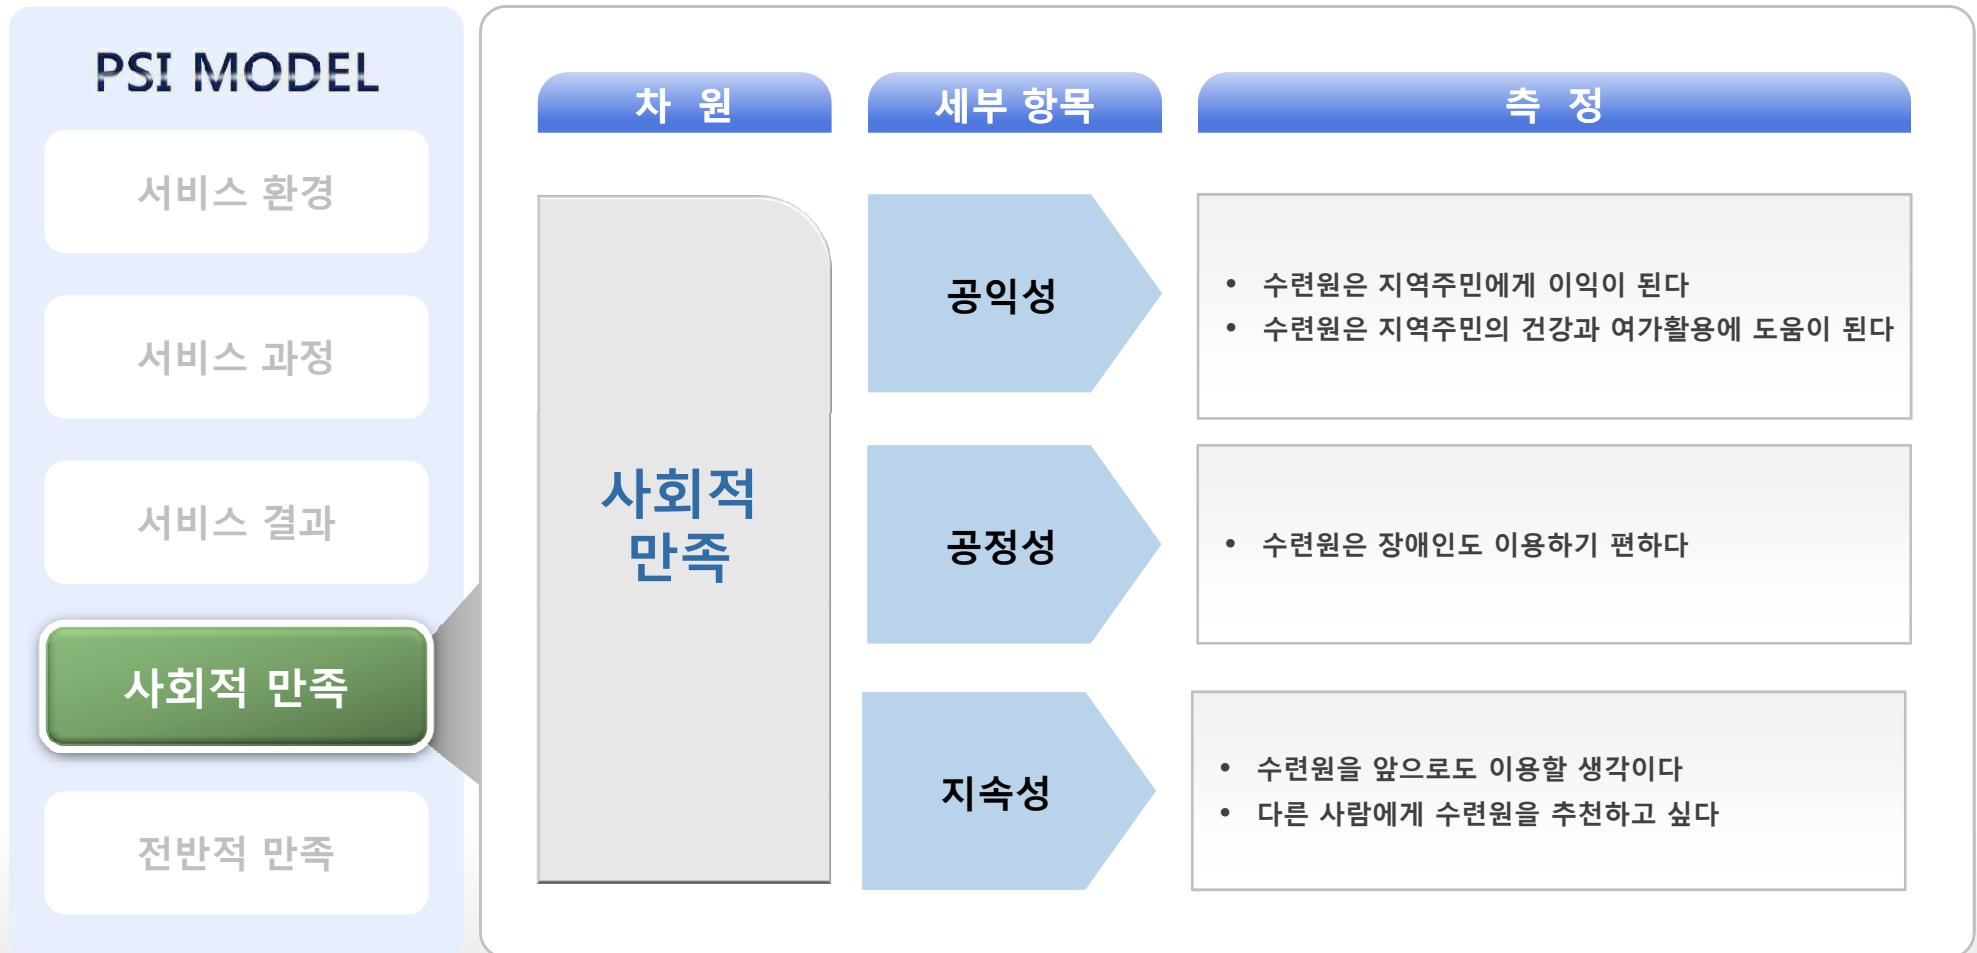 PSI MODEL
서비스 환경
서비스 과정
서비스 결과
사회적 만족
전반적 만족
차 원
세부 항목
측 정
사회적
만족
공익성
• 수련원은 지역주민에게 이익이 된다
• 수련원은 지역주민의 건강과 여가활용에 도움이 된다
공정성
• 수련원은 장애인도 이용하기 편하다
지속성
• 수련원을 앞으로도 이용할 생각이다
• 다른 사람에게 수련원을 추천하고 싶다